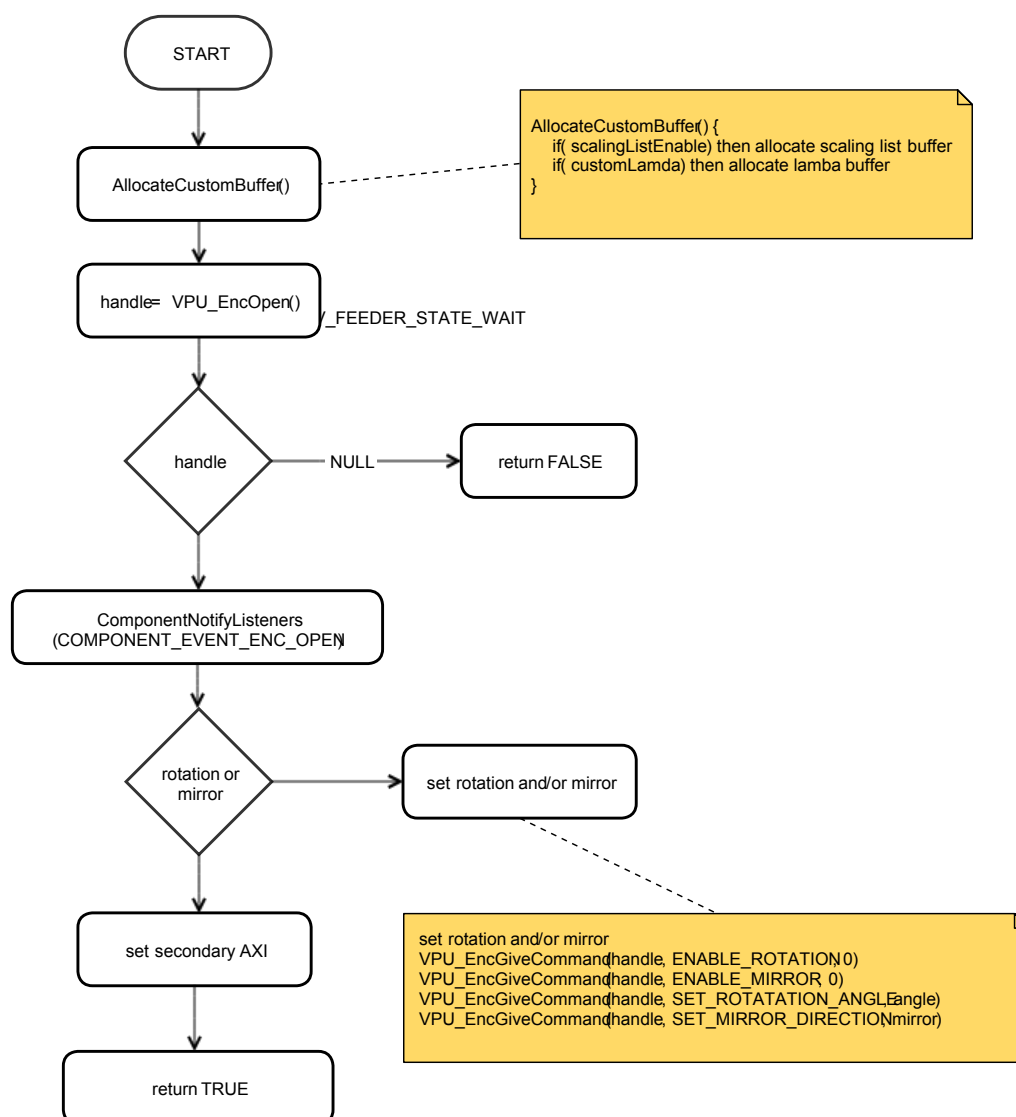 START
AllocateCustomBuffer() {
if( scalingListEnable) then allocate scaling list buffer
if( customLamda) then allocate lamba buffer
}
AllocateCustomBuffer()
handle= VPU_EncOpen()
_FEEDER_STATE_WAIT
handle
NULL
return FALSE
ComponentNotifyListeners
(COMPONENT_EVENT_ENC_OPEN)
rotation or
mirror
set rotation and/or mirror
set secondary AXI
set rotation and/or mirror
VPU_EncGiveCommand(handle, ENABLE_ROTATION, 0)
VPU_EncGiveCommand(handle, ENABLE_MIRROR, 0)
VPU_EncGiveCommand(handle, SET_ROTATATION_ANGLE, angle)
VPU_EncGiveCommand(handle, SET_MIRROR_DIRECTION, mirror)
return TRUE